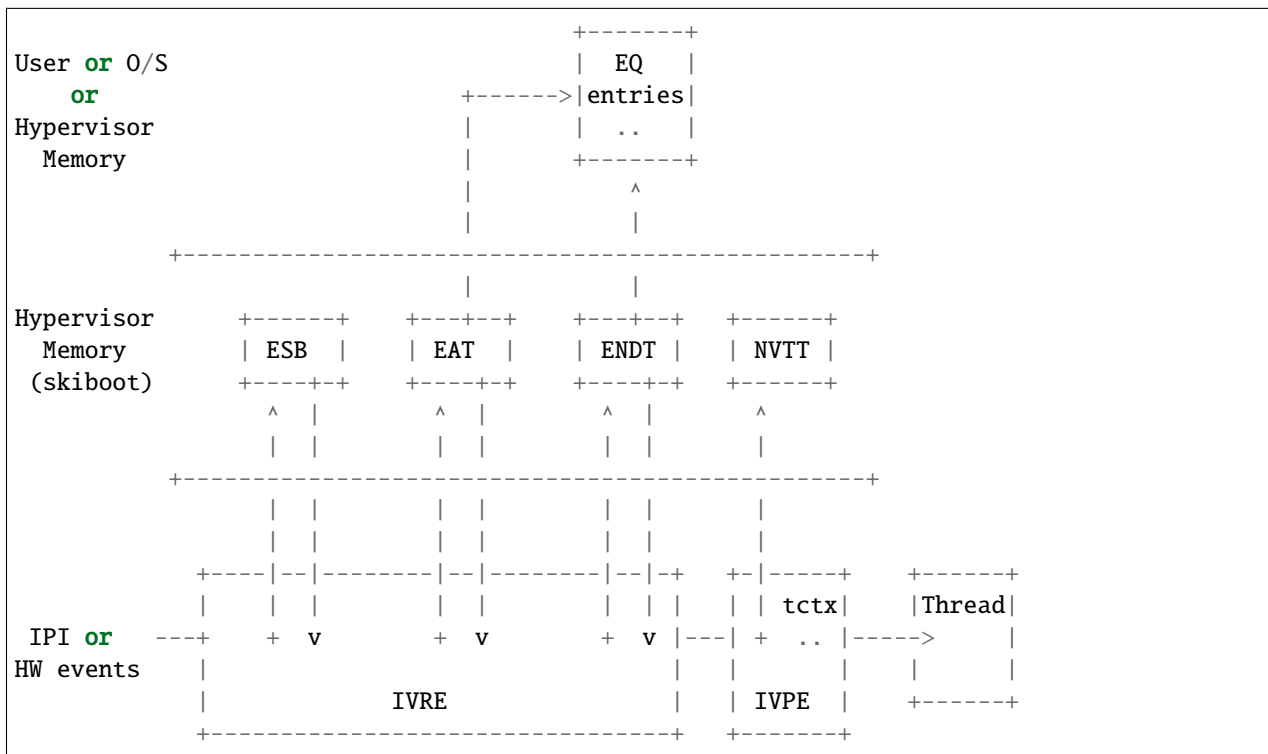 +-------+
User or O/S                             |  EQ   |
    or                          +------>|entries|
Hypervisor                      |       |  ..   |
  Memory                        |       +-------+
                                |           ^
                                |           |
           +-------------------------------------------------+
                                |           |
Hypervisor      +------+    +---+--+    +---+--+    +------+
  Memory        | ESB  |    | EAT  |    | ENDT |    | NVTT |
 (skiboot)      +----+-+    +----+-+    +----+-+    +------+
                  ^  |        ^  |        ^  |         ^
                  |  |        |  |        |  |         |
           +-------------------------------------------------+
                  |  |        |  |        |  |         |
                  |  |        |  |        |  |         |
             +----|--|--------|--|--------|--|-+   +-|------+    +------+
             |    |  |        |  |        |  | |   | | tctx|    |Thread|
 IPI or   ---+    +  v        +  v        +  v |---| +  .. |----->     |
HW events    |                                 |   |       |    |      |
             |             IVRE                |   | IVPE  |    +------+
             +---------------------------------+   +-------+